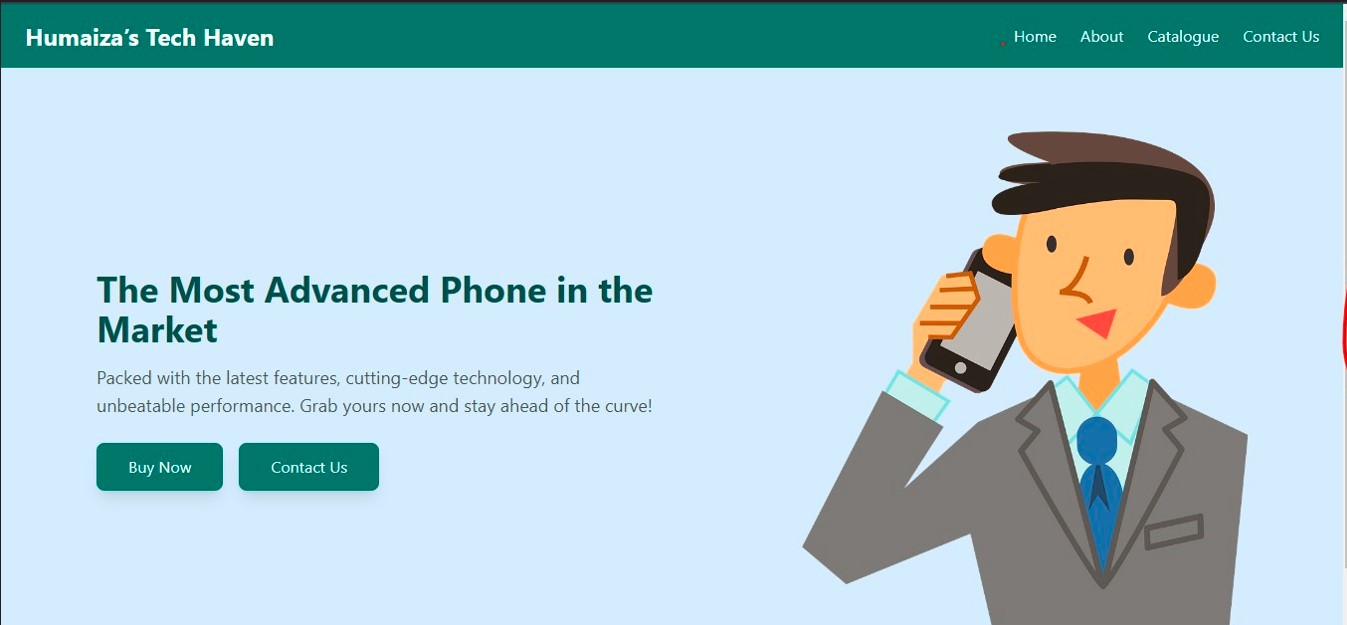 Humaiza’s Tech Haven
Home About Catalogue Contact Us
The Most Advanced Phone in the
Market
Packed with the latest features, cutting-edge technology, and
unbeatable performance. Grab yours now and stay ahead of the curve!
Buy Now Contact Us